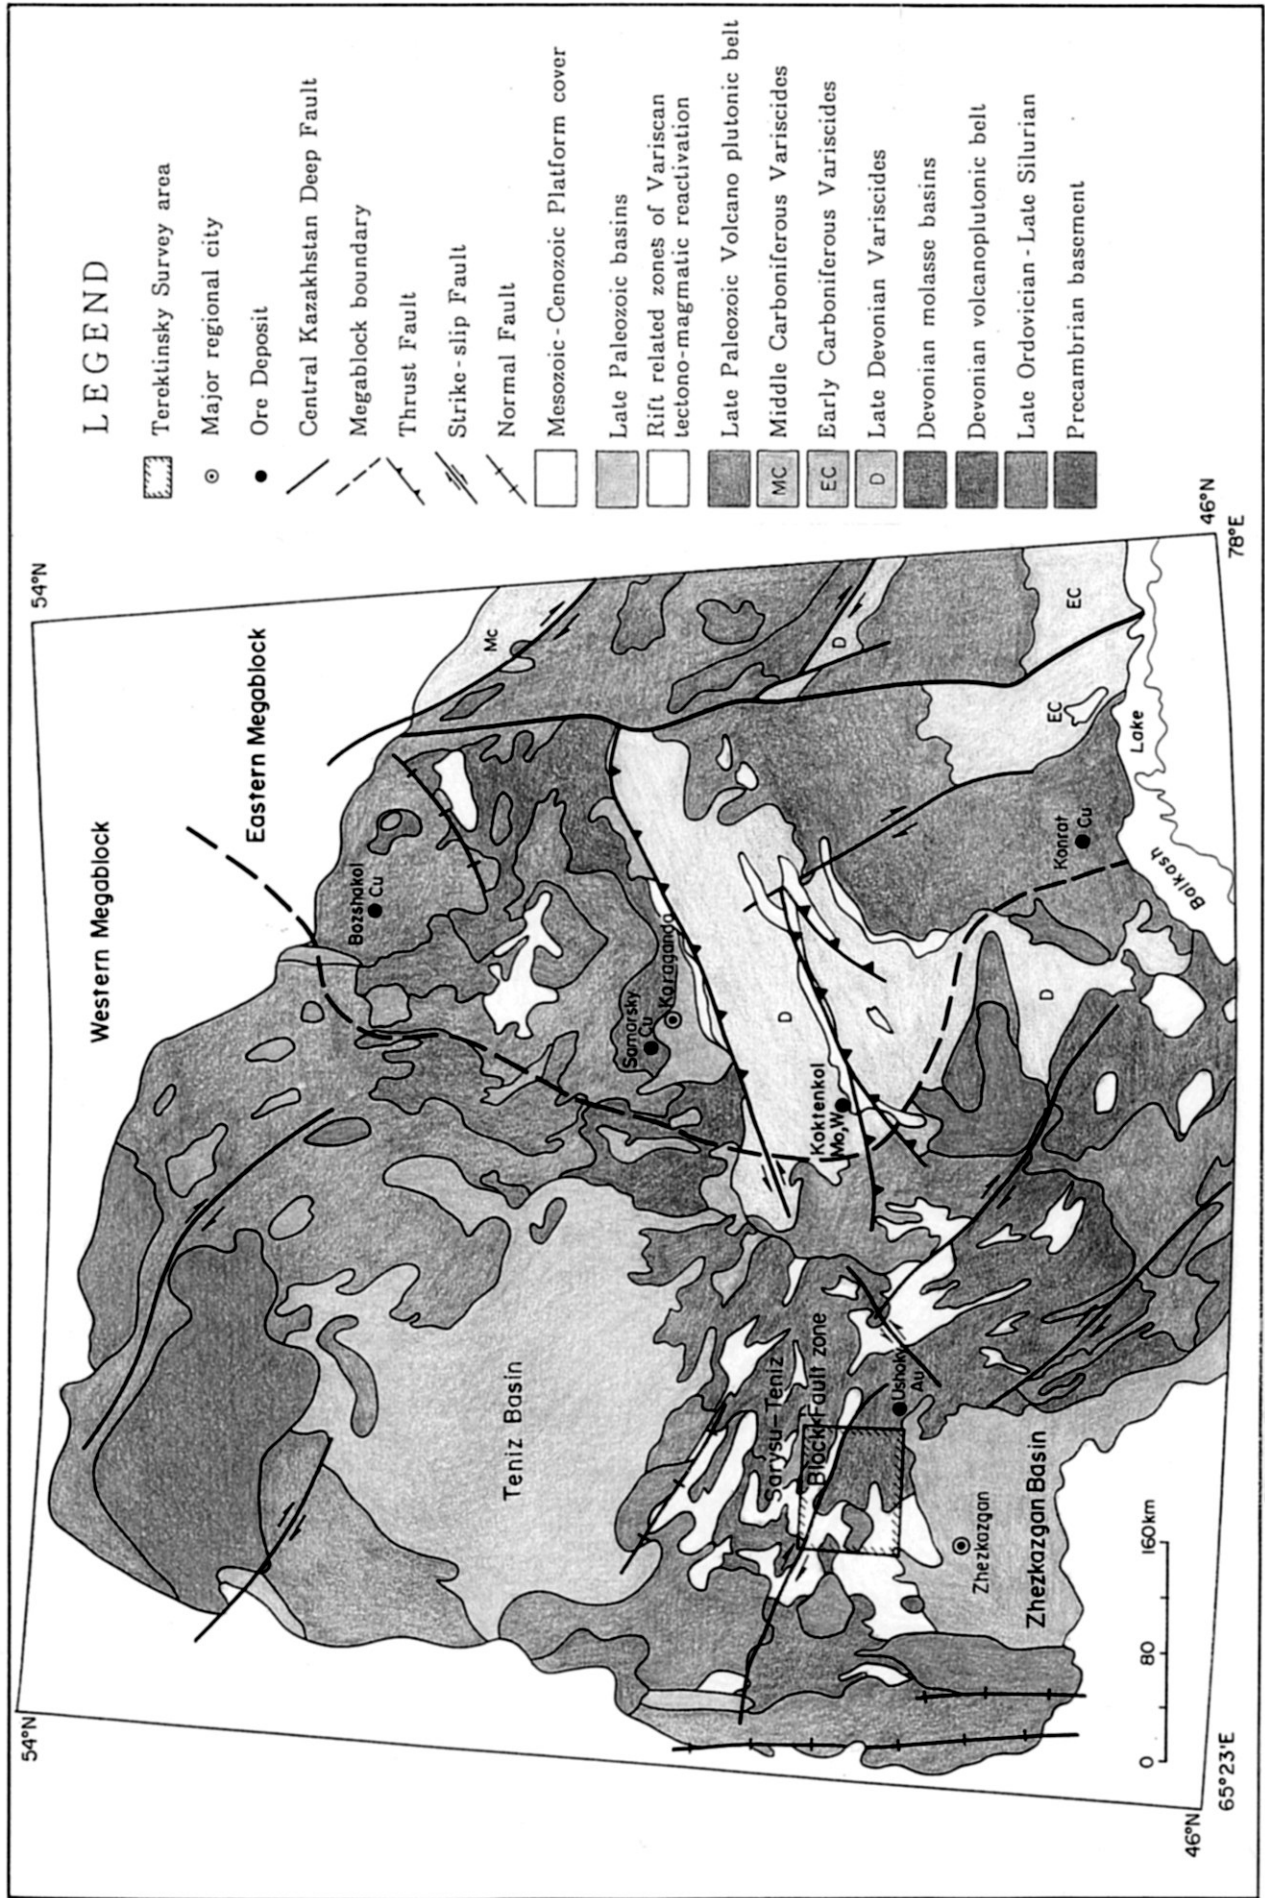 54°N
54°N
Western Megablock
Eastern Megablock
Mc
Bozshakol
Cu
D
Teniz Basin
Samarsky
Cu
Karaganda
D
D
EC
EC
Koktenkol
Mo,W
Konrat
Cu
Lake
Balkash
D
Sarysu-Teniz
Block Fault zone
Ushoky
Au
Zhezkazgan
Zhezkazgan Basin
0 80 160km
46°N
65°23'E
46°N
78°E
LEGEND
Terektinsky Survey area
Major regional city
Ore Deposit
Central Kazakhstan Deep Fault
Megablock boundary
Thrust Fault
Strike-slip Fault
Normal Fault
Mesozoic-Cenozoic Platform cover
Late Paleozoic basins
Rift related zones of Variscan
tectono-magmatic reactivation
Late Paleozoic Volcano plutonic belt
MC Middle Carboniferous Variscides
EC Early Carboniferous Variscides
D Late Devonian Variscides
Devonian molasse basins
Devonian volcanoplutonic belt
Late Ordovician-Late Silurian
Precambrian basement